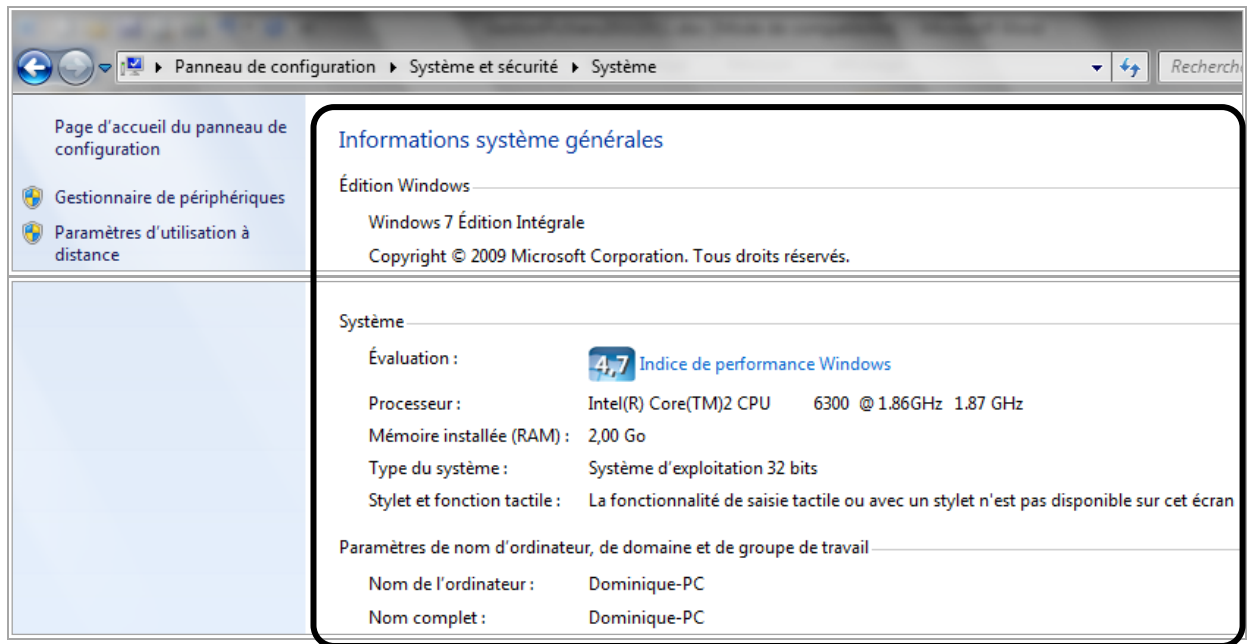 Panneau de configuration ▸ Système et sécurité ▸ Système
Recherch
Page d'accueil du panneau de
configuration
Gestionnaire de périphériques
Paramètres d'utilisation à
distance
Informations système générales
Édition Windows
Windows 7 Édition Intégrale
Copyright © 2009 Microsoft Corporation. Tous droits réservés.
Système
Évaluation : 4,7 Indice de performance Windows
Processeur : Intel(R) Core(TM)2 CPU 6300 @ 1.86GHz 1.87 GHz
Mémoire installée (RAM) : 2,00 Go
Type du système : Système d'exploitation 32 bits
Stylet et fonction tactile : La fonctionnalité de saisie tactile ou avec un stylet n'est pas disponible sur cet écran
Paramètres de nom d'ordinateur, de domaine et de groupe de travail
Nom de l'ordinateur : Dominique-PC
Nom complet : Dominique-PC